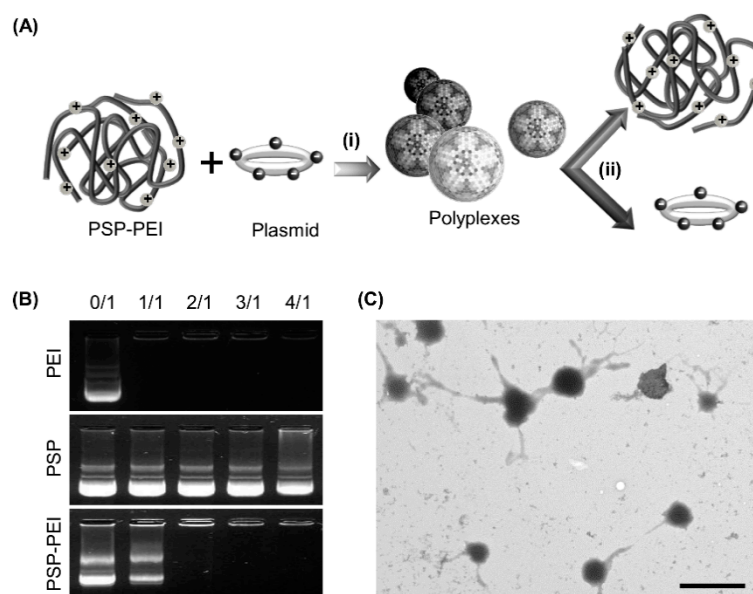 (A)
(i)
(ii)
PSP-PEI
Plasmid
Polyplexes
(B)
0/1 1/1 2/1 3/1 4/1
PEI
PSP
PSP-PEI
(C)